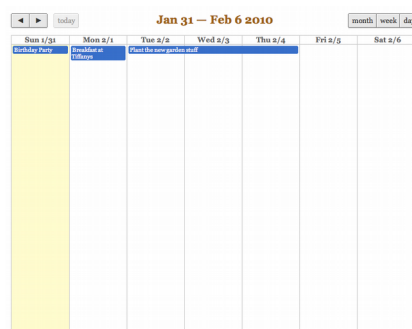 ◄ ► today Jan 31 — Feb 6 2010 month week da
Sun 1/31 Mon 2/1 Tue 2/2 Wed 2/3 Thu 2/4 Fri 2/5 Sat 2/6
Birthday Party Breakfast at Plant the new garden stuff
Tiffanys